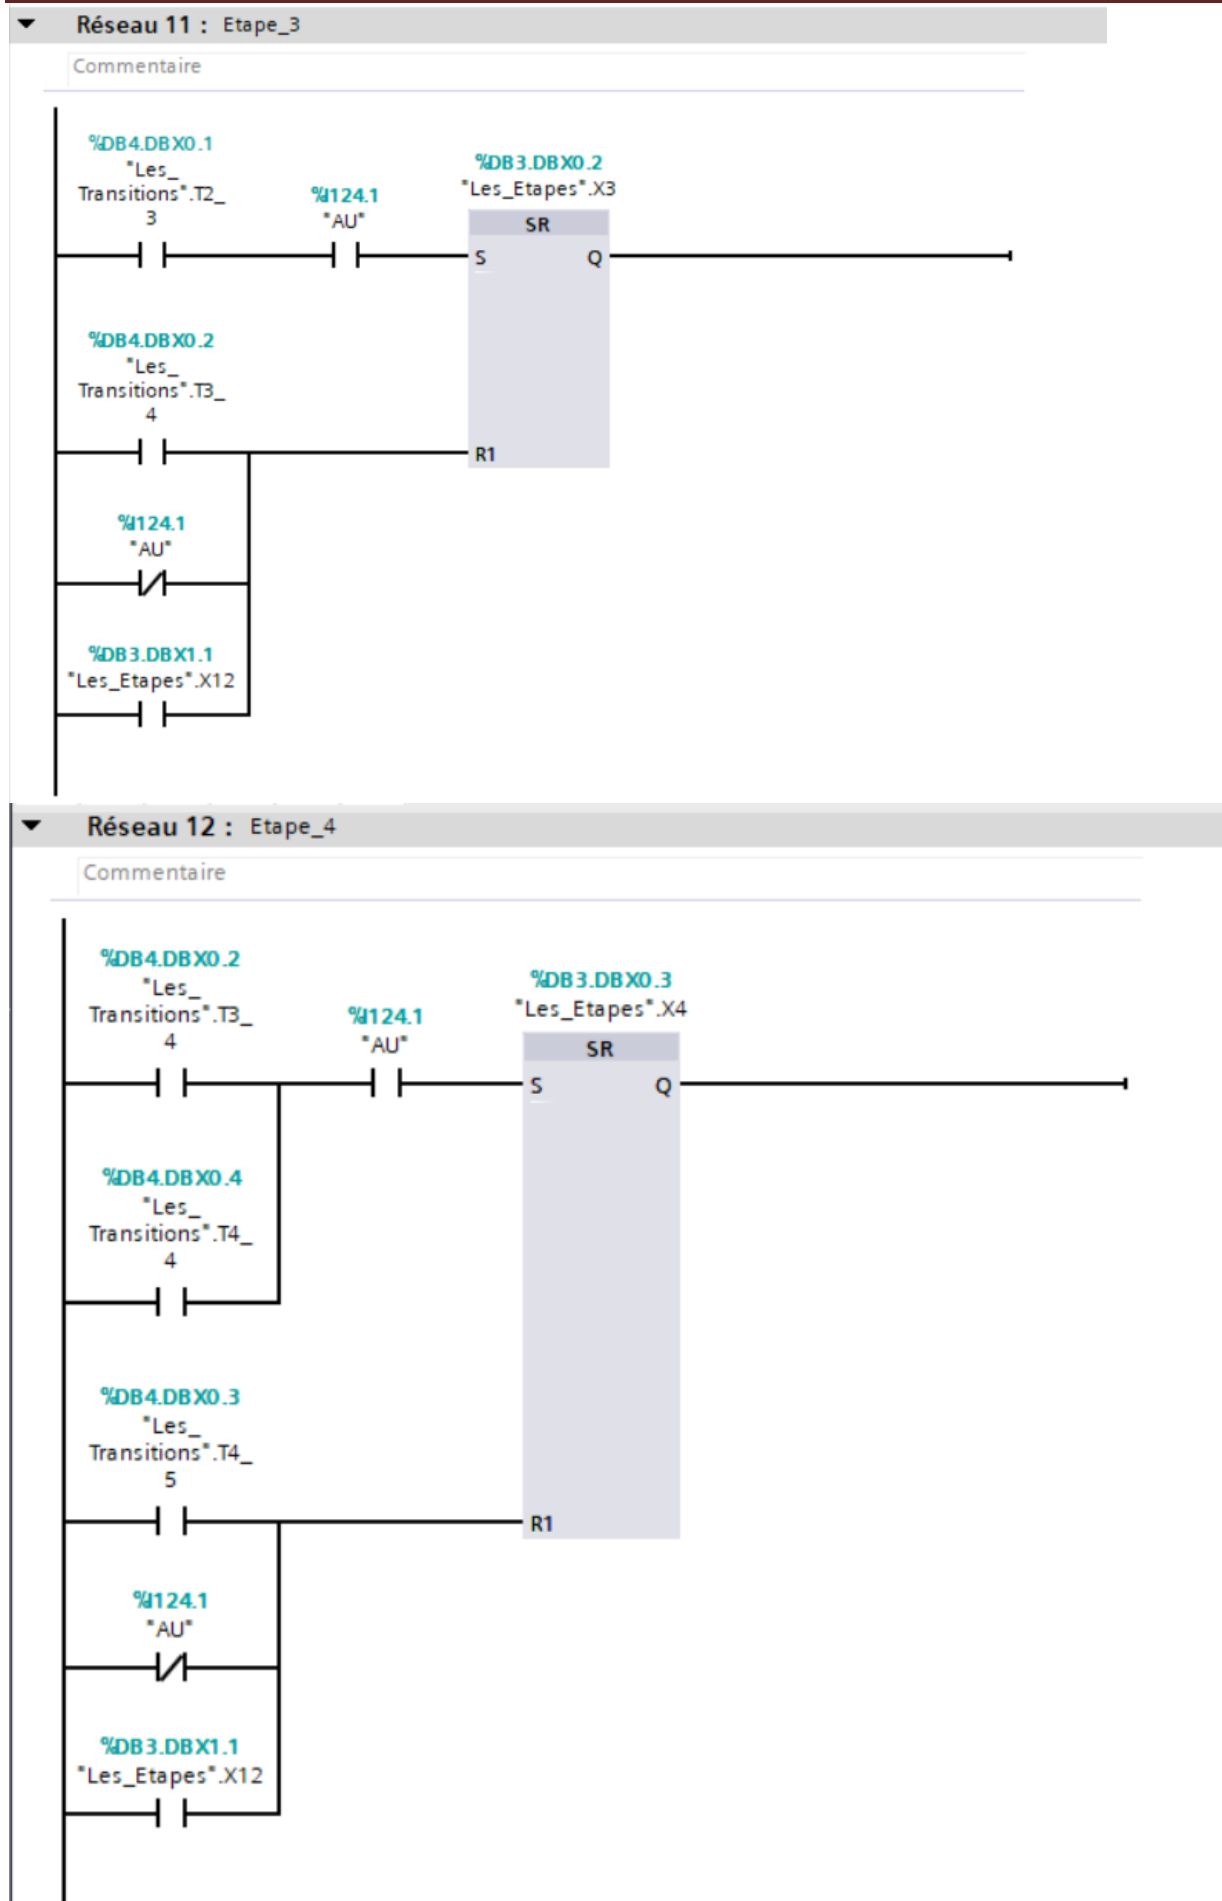 Réseau 11 : Etape_3
Commentaire
%DB4.DBX0.1
"Les_
Transitions".T2_
3
%I124.1
"AU"
%DB3.DBX0.2
"Les_Etapes".X3
SR
S
Q
%DB4.DBX0.2
"Les_
Transitions".T3_
4
R1
%I124.1
"AU"
%DB3.DBX1.1
"Les_Etapes".X12
Réseau 12 : Etape_4
Commentaire
%DB4.DBX0.2
"Les_
Transitions".T3_
4
%I124.1
"AU"
%DB3.DBX0.3
"Les_Etapes".X4
SR
S
Q
%DB4.DBX0.4
"Les_
Transitions".T4_
4
%DB4.DBX0.3
"Les_
Transitions".T4_
5
R1
%I124.1
"AU"
%DB3.DBX1.1
"Les_Etapes".X12